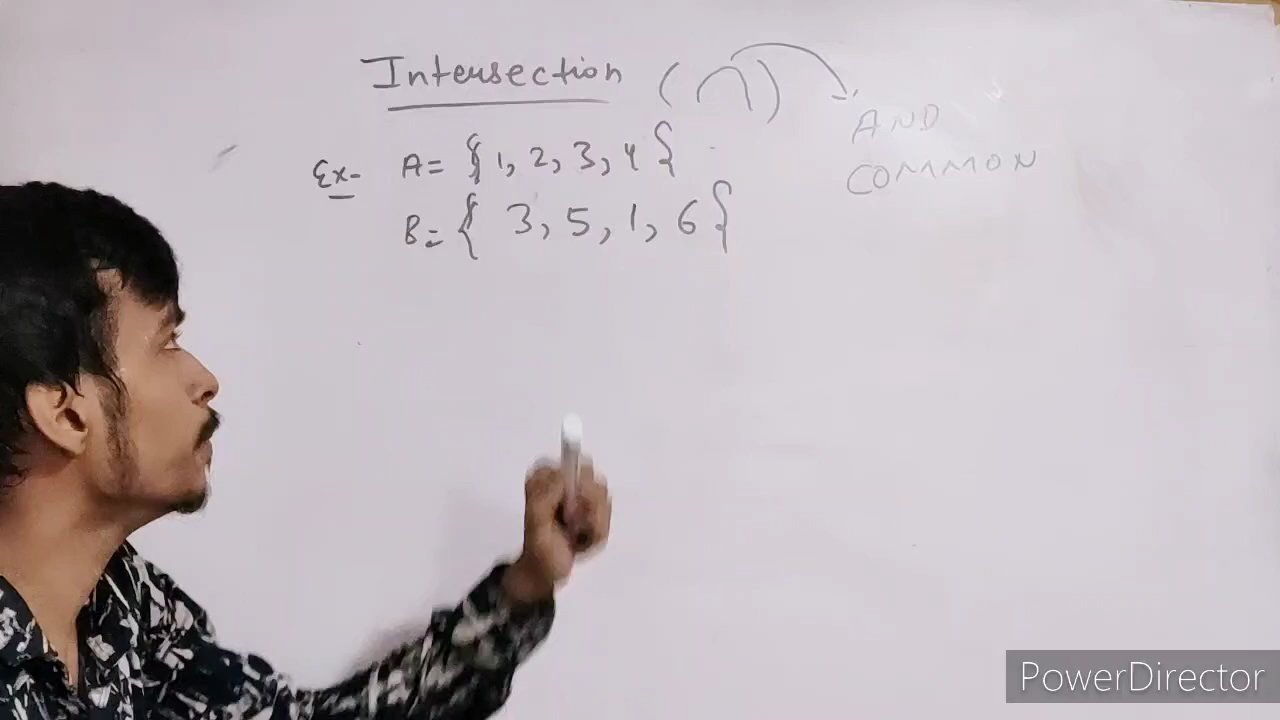 Intersection (∩)
AND
COMMON
Ex- A= {1, 2, 3, 4}
B= { 3, 5, 1, 6}
PowerDirector